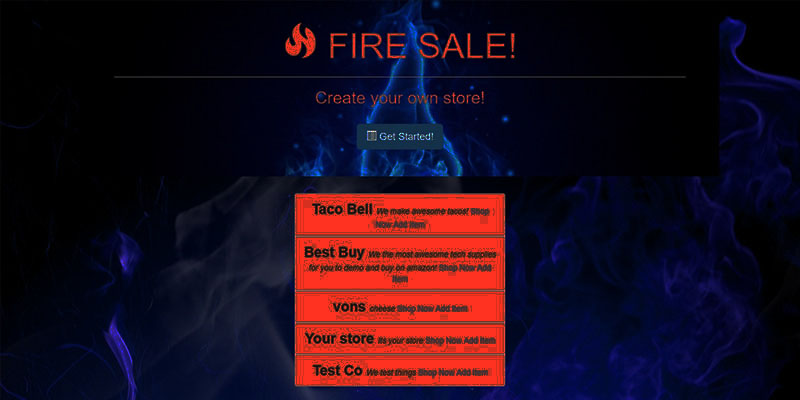 FIRE SALE!
Create your own store!
Get Started!
Taco Bell We make awesome tacos! Shop
Now Add Item
Best Buy We the most awesome tech supplies
for you to demo and buy on amazon! Shop Now Add
Item
vons cheese Shop Now Add Item
Your store Its your store Shop Now Add Item
Test Co We test things Shop Now Add Item